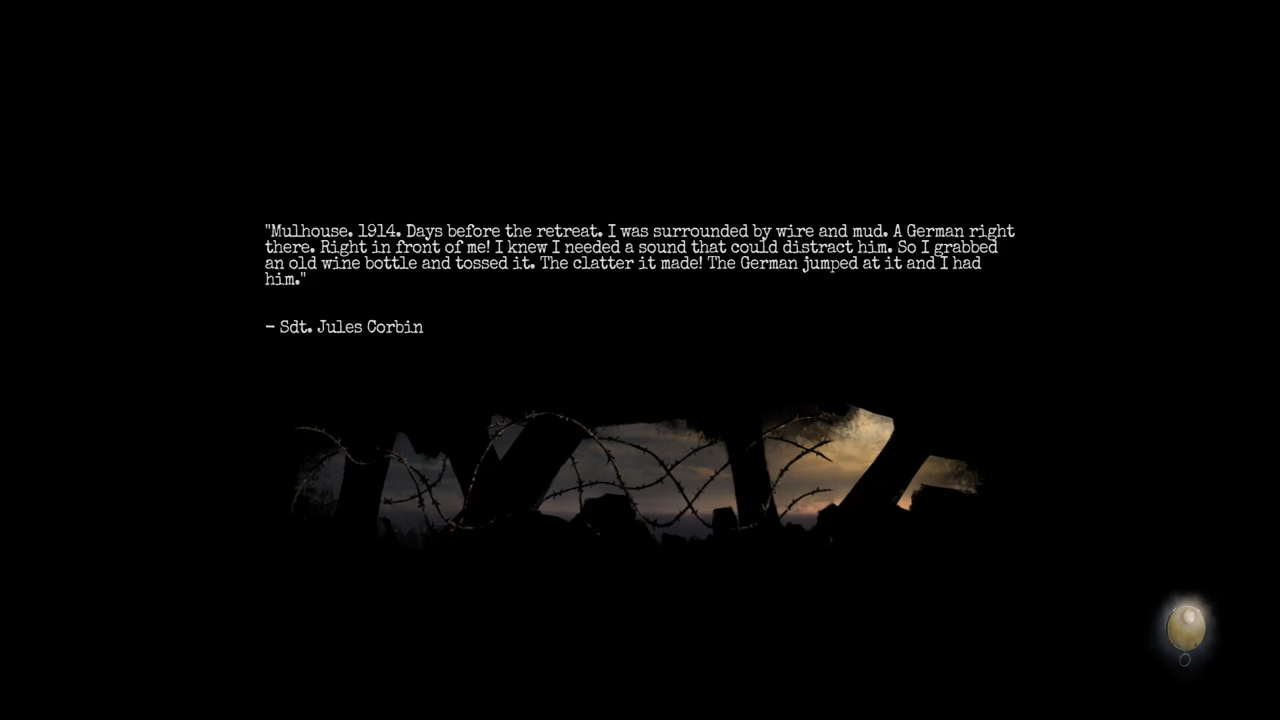 "Mulhouse. 1914. Days before the retreat. I was surrounded by wire and mud. A German right
there. Right in front of me! I knew I needed a sound that could distract him. So I grabbed
an old wine bottle and tossed it. The clatter it made! The German jumped at it and I had
him."
- Sdt. Jules Corbin